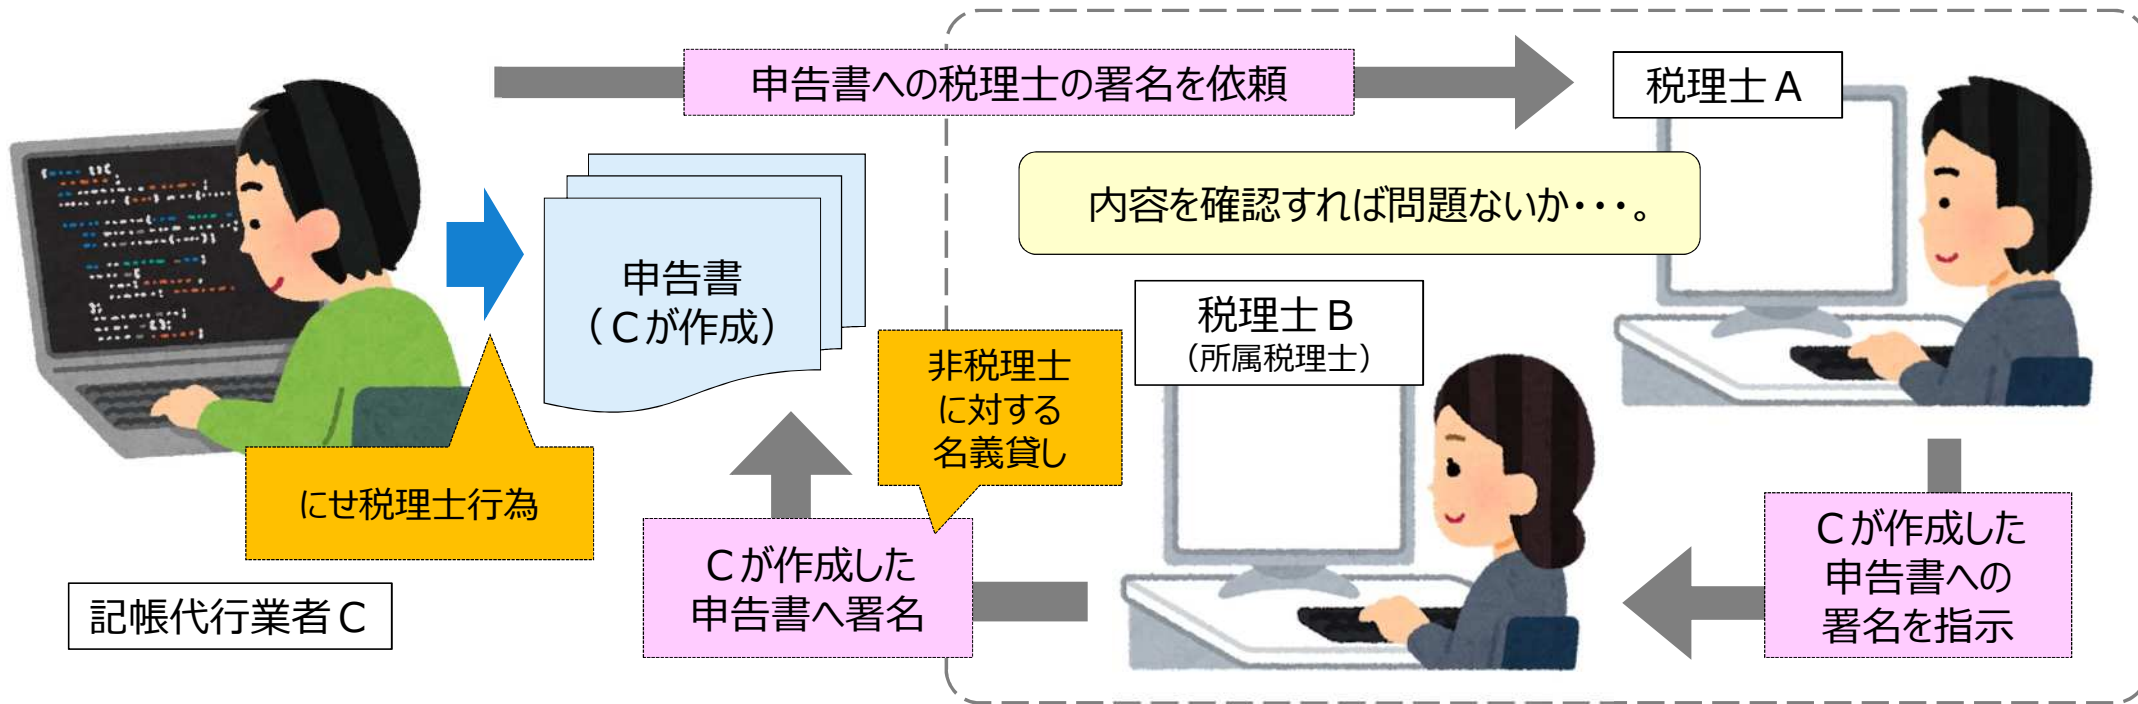 申告書への税理士の署名を依頼
税理士A
内容を確認すれば問題ないか・・・。
申告書
（Cが作成）
税理士B
（所属税理士）
非税理士
に対する
名義貸し
にせ税理士行為
Cが作成した
申告書へ署名
Cが作成した
申告書への
署名を指示
記帳代行業者C